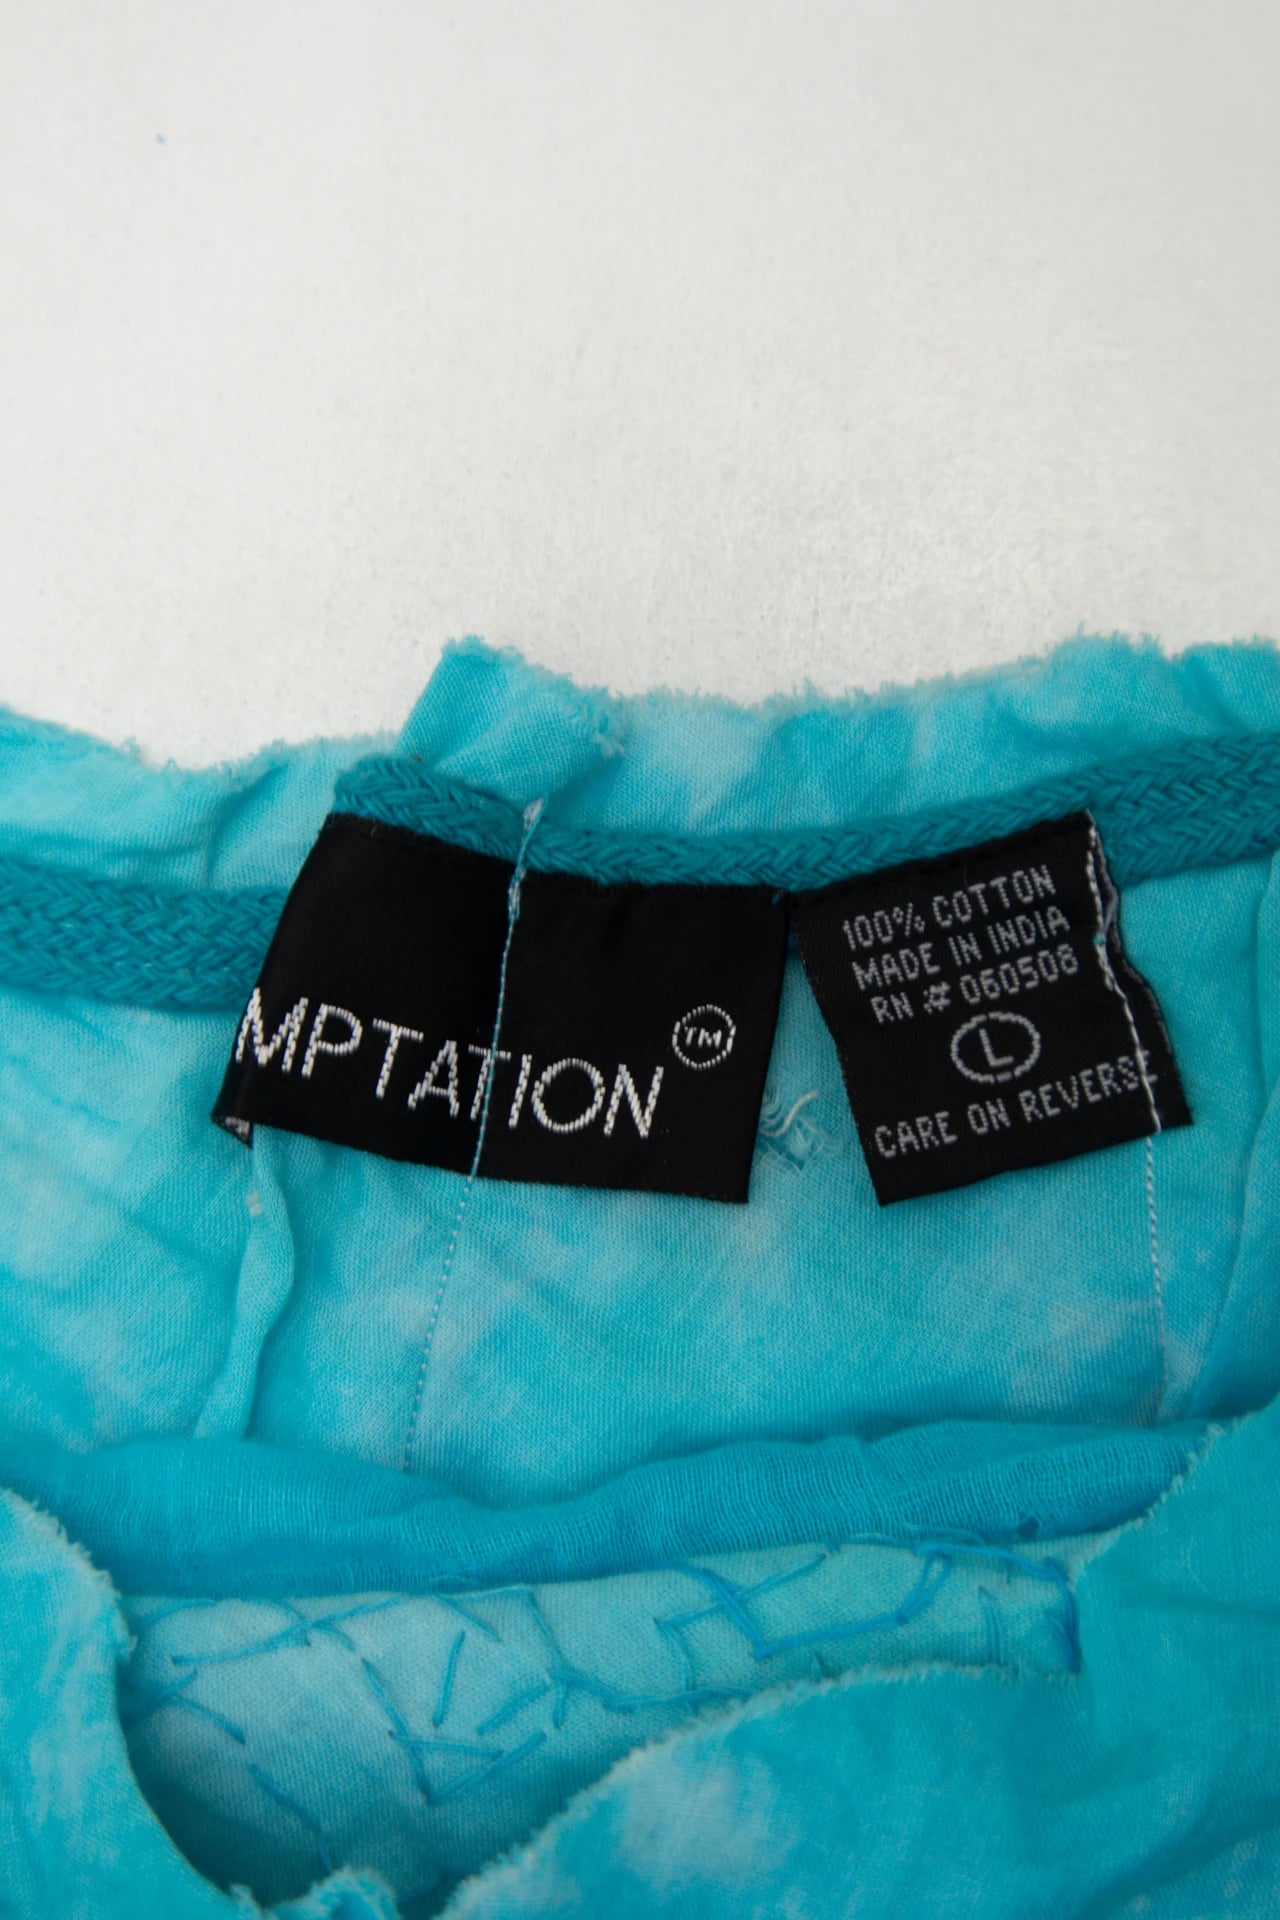 MPTATION TM
100% COTTON
MADE IN INDIA
RN # 060508
L
CARE ON REVERSE